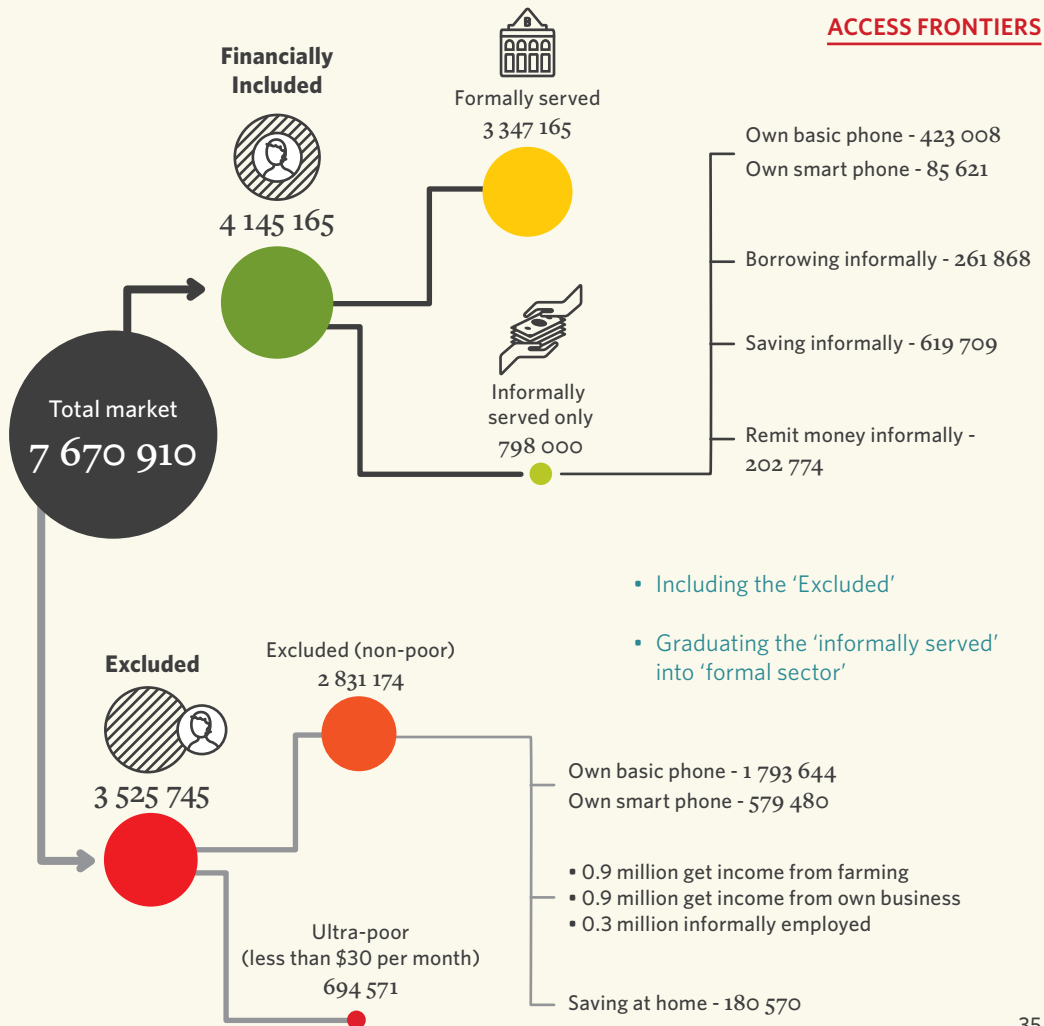 ACCESS FRONTIERS
Financially
Included
4 145 165
B
Formally served
3 347 165
Own basic phone - 423 008
Own smart phone - 85 621
Borrowing informally - 261 868
Saving informally - 619 709
Remit money informally -
202 774
Informally
served only
798 000
Total market
7 670 910
• Including the ‘Excluded’
• Graduating the ‘informally served’
into ‘formal sector’
Excluded
3 525 745
Excluded (non-poor)
2 831 174
Own basic phone - 1 793 644
Own smart phone - 579 480
• 0.9 million get income from farming
• 0.9 million get income from own business
• 0.3 million informally employed
Saving at home - 180 570
Ultra-poor
(less than $30 per month)
694 571
35